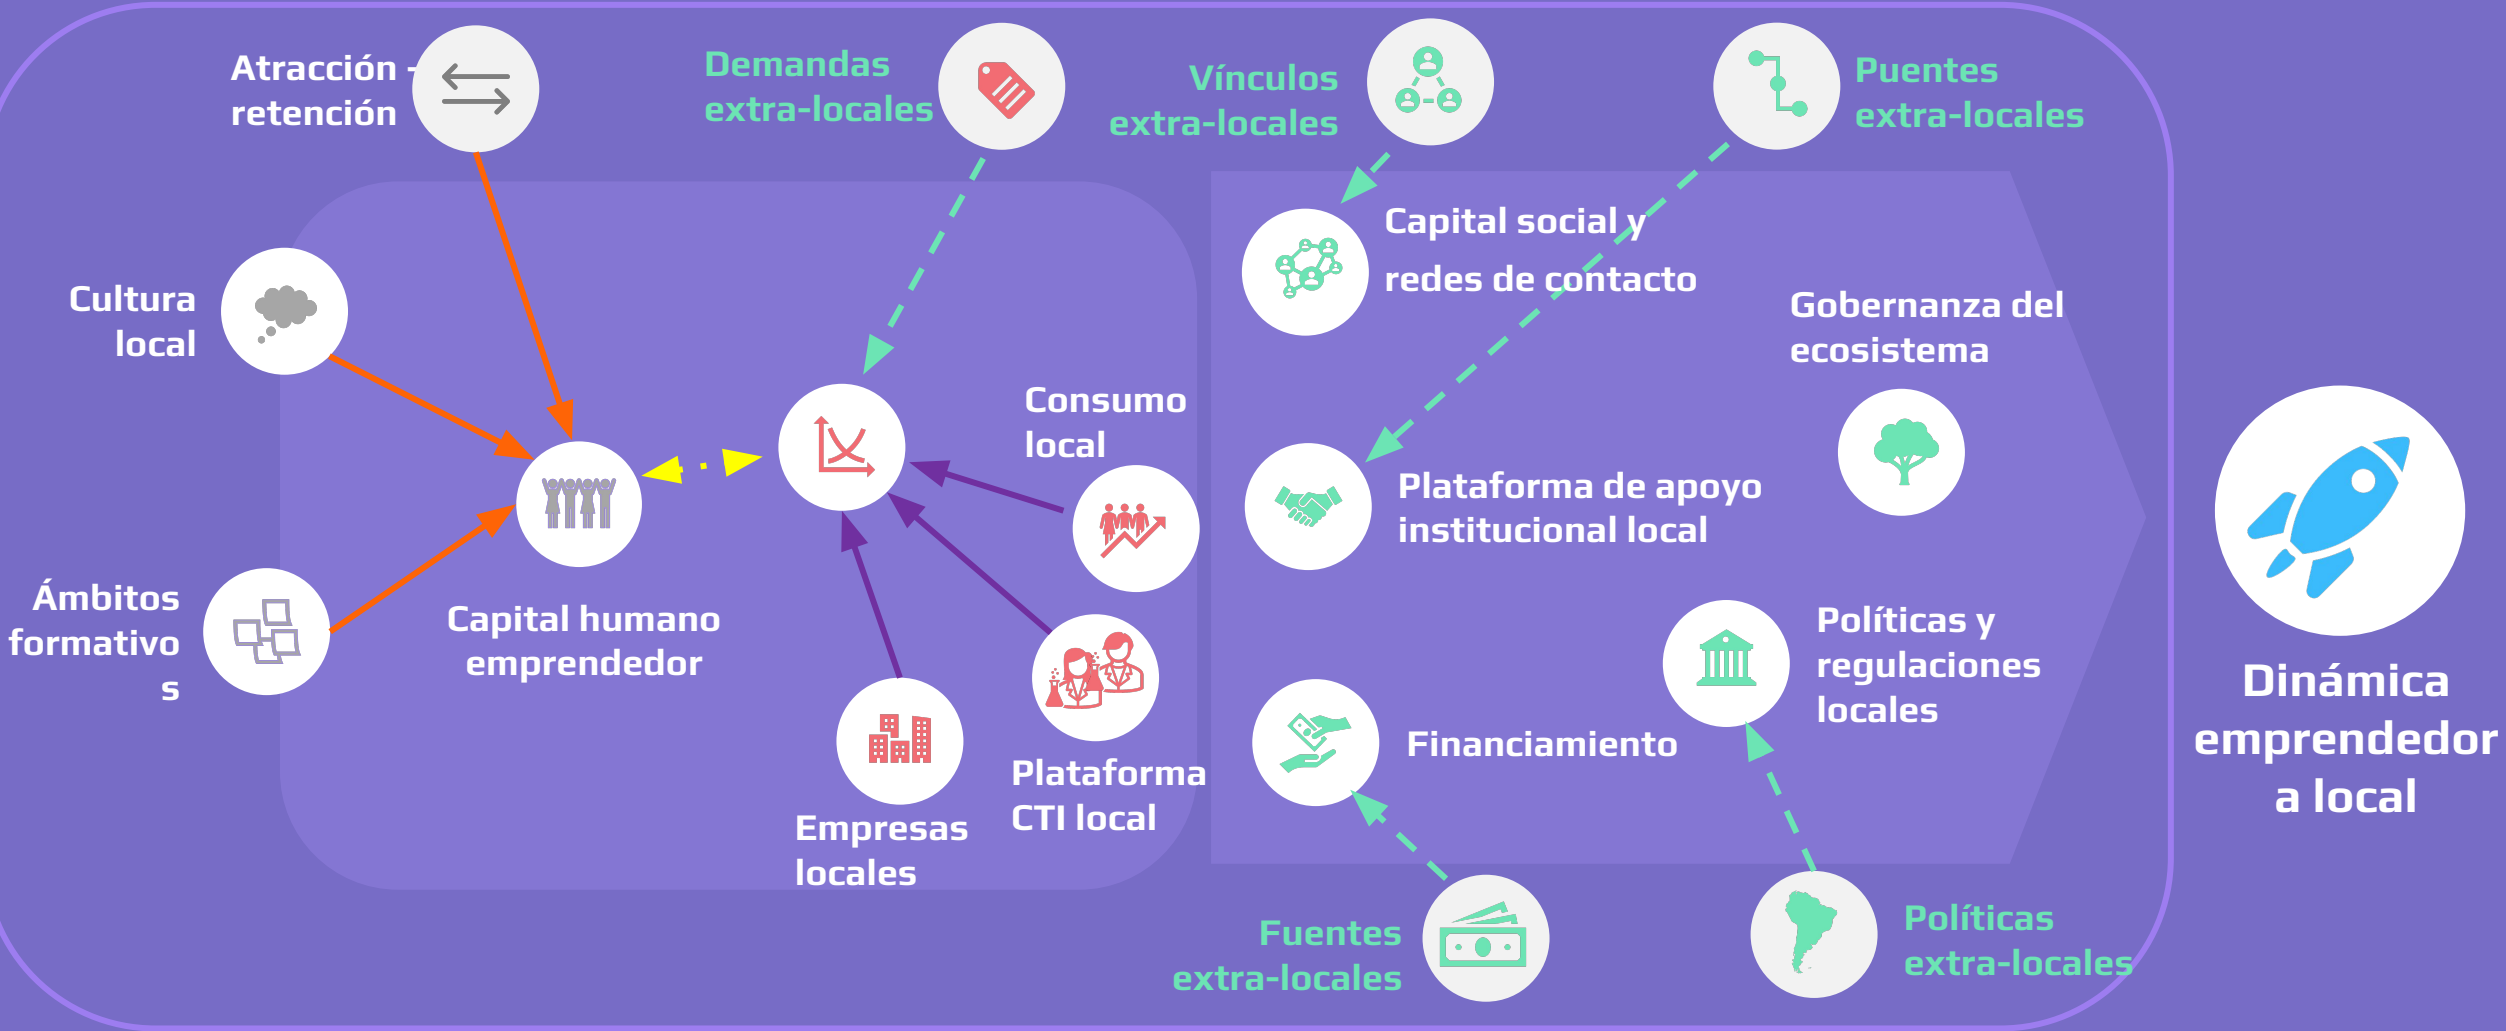 Atracción -
retención
Demandas
extra-locales
Vínculos
extra-locales
Puentes
extra-locales
Cultura
local
Capital social y
redes de contacto
Gobernanza del
ecosistema
Consumo
local
Plataforma de apoyo
institucional local
Ámbitos
formativo
s
Capital humano
emprendedor
Políticas y
regulaciones
locales
Financiamiento
Plataforma
CTI local
Empresas
locales
Dinámica
emprendedor
a local
Fuentes
extra-locales
Políticas
extra-locales